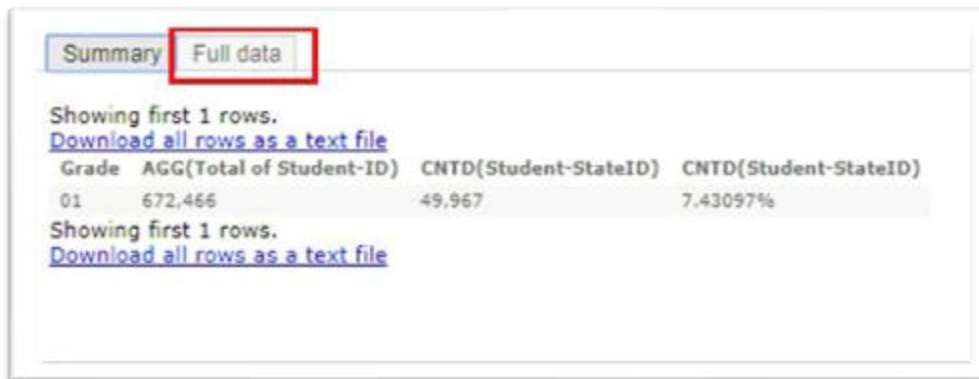 Summary Full data
Showing first 1 rows.
Download all rows as a text file
Grade AGG(Total of Student-ID) CNTD(Student-StateID) CNTD(Student-StateID)
01 672,466 49,967 7.43097%
Showing first 1 rows.
Download all rows as a text file